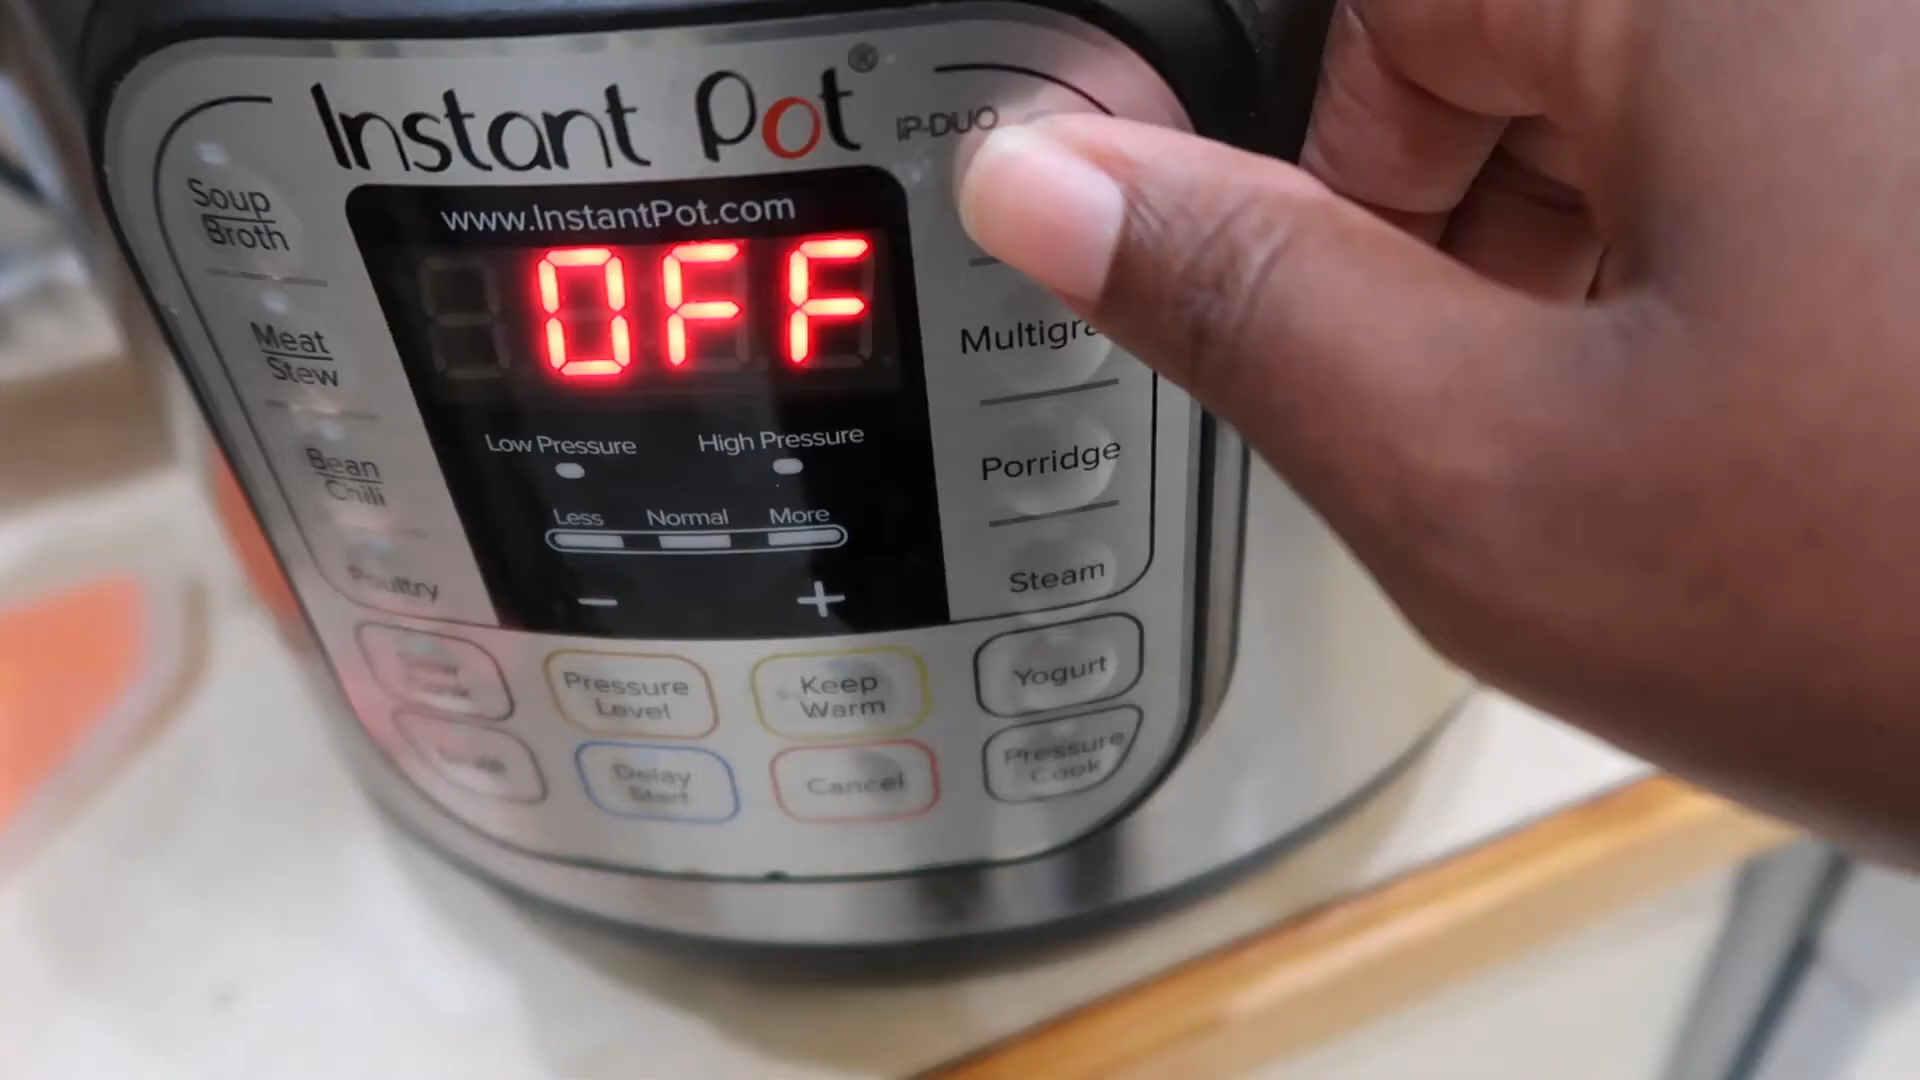 Instant Pot®
IP-DUO
www.InstantPot.com
OFF
Soup
Broth
Meat
Stew
Bean
Chili
Poultry
Low Pressure
High Pressure
Less
Normal
More
−
+
Multigra
Porridge
Steam
Pressure
Level
Keep
Warm
Yogurt
Delay
Start
Cancel
Pressure
Cook